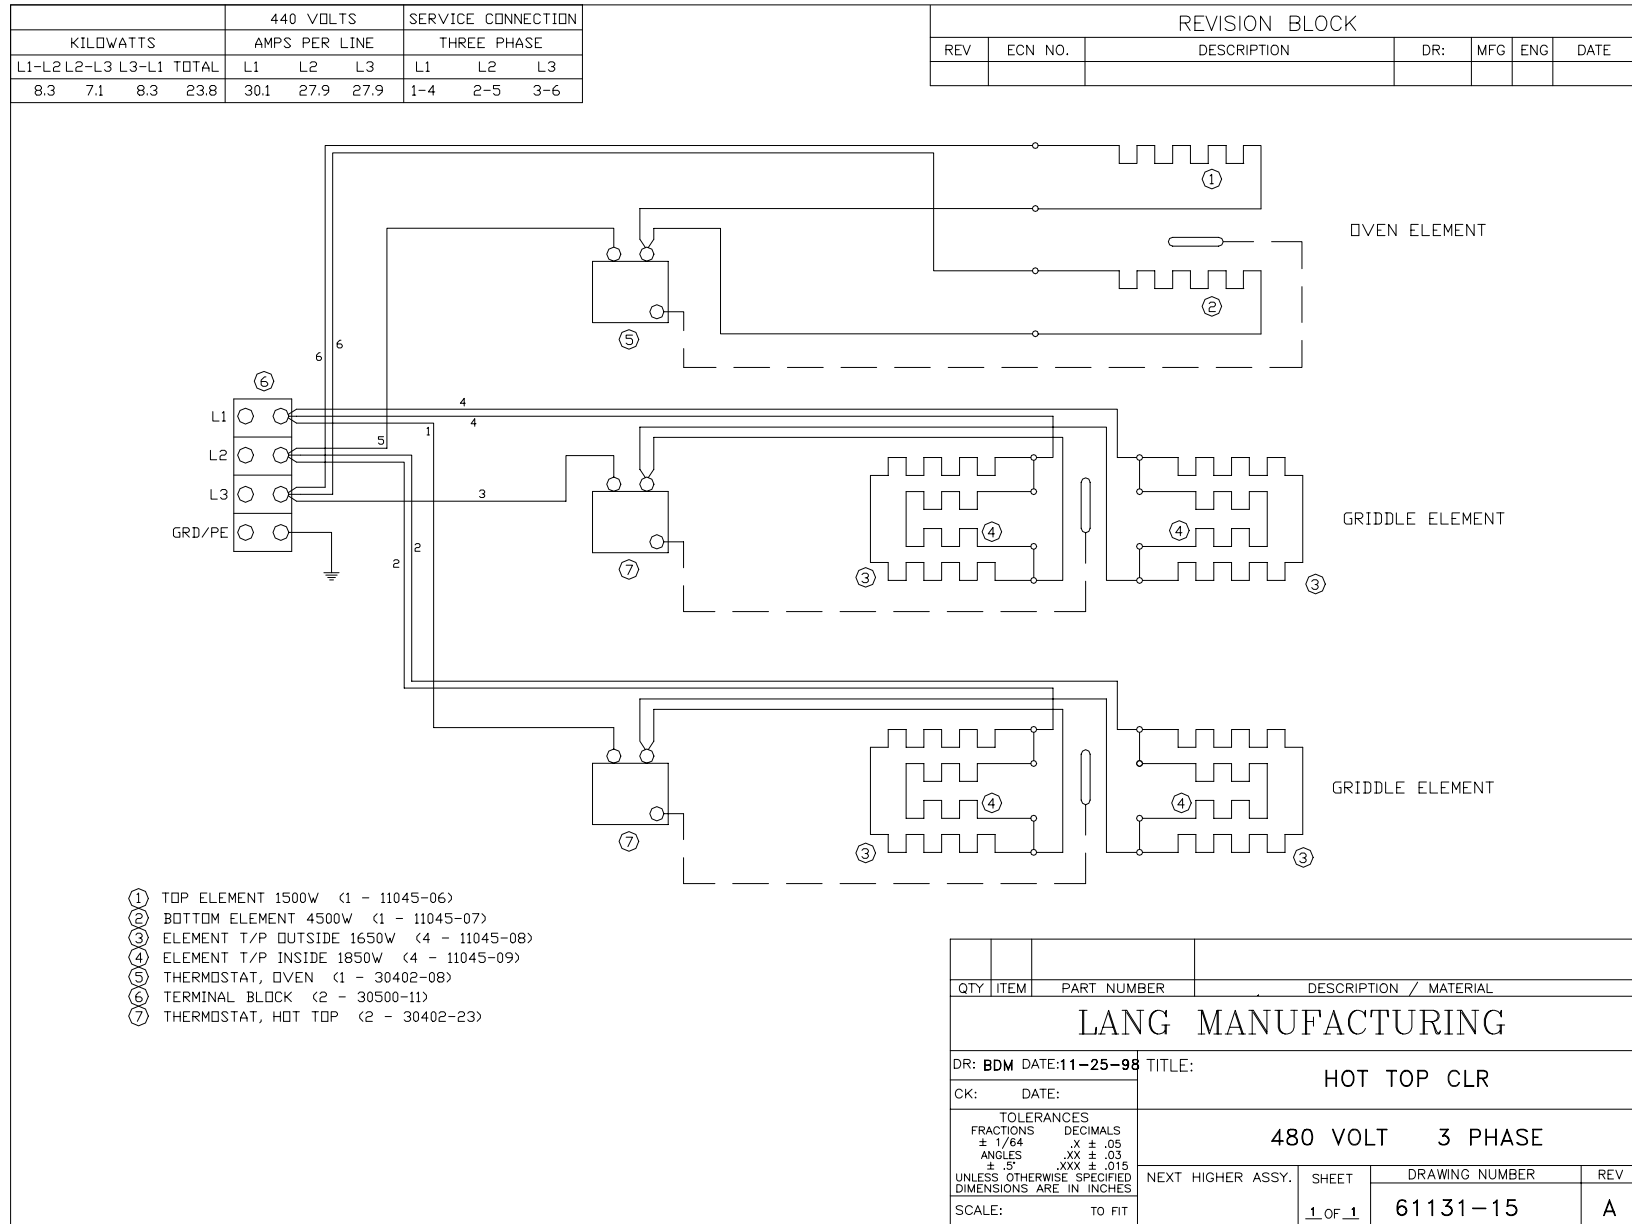 440 VOLTS SERVICE CONNECTION
KILOWATTS AMPS PER LINE THREE PHASE
L1-L2 L2-L3 L3-L1 TOTAL L1 L2 L3 L1 L2 L3
8.3 7.1 8.3 23.8 30.1 27.9 27.9 1-4 2-5 3-6
REVISION BLOCK
REV ECN NO. DESCRIPTION DR: MFG ENG DATE
1
OVEN ELEMENT
2
5
6 6
6
L1 4
4
1
5
L2
L3 3
GRD/PE
2
2
7
4 4
3 3
GRIDDLE ELEMENT
7
4 4
3 3
GRIDDLE ELEMENT
1 TOP ELEMENT 1500W (1 - 11045-06)
2 BOTTOM ELEMENT 4500W (1 - 11045-07)
3 ELEMENT T/P OUTSIDE 1650W (4 - 11045-08)
4 ELEMENT T/P INSIDE 1850W (4 - 11045-09)
5 THERMOSTAT, OVEN (1 - 30402-08)
6 TERMINAL BLOCK (2 - 30500-11)
7 THERMOSTAT, HOT TOP (2 - 30402-23)
QTY ITEM PART NUMBER DESCRIPTION / MATERIAL
LANG MANUFACTURING
DR: BDM DATE:11-25-98
CK: DATE:
TITLE:
HOT TOP CLR
480 VOLT 3 PHASE
TOLERANCES
FRACTIONS DECIMALS
± 1/64 .X ± .05
ANGLES .XX ± .03
± .5° .XXX ± .015
UNLESS OTHERWISE SPECIFIED
DIMENSIONS ARE IN INCHES
SCALE: TO FIT
NEXT HIGHER ASSY.
SHEET
1 OF 1
DRAWING NUMBER
61131-15
REV
A